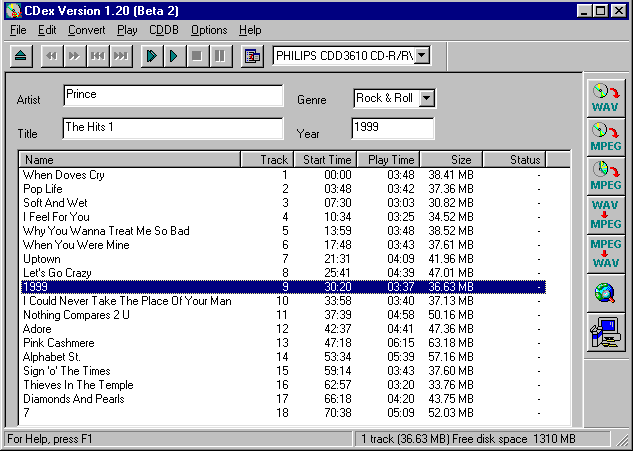 CDex Version 1.20 (Beta 2)
File Edit Convert Play CDDB Options Help
PHILIPS CDD3610 CD-R/RV
Artist Prince Genre Rock & Roll
Title The Hits 1 Year 1999
Name Track Start Time Play Time Size Status
When Doves Cry 1 00:00 03:48 38.41 MB -
Pop Life 2 03:48 03:42 37.36 MB -
Soft And Wet 3 07:30 03:03 30.82 MB -
I Feel For You 4 10:34 03:25 34.52 MB -
Why You Wanna Treat Me So Bad 5 13:59 03:48 38.52 MB -
When You Were Mine 6 17:48 03:43 37.61 MB -
Uptown 7 21:31 04:09 41.96 MB -
Let's Go Crazy 8 25:41 04:39 47.01 MB -
1999 9 30:20 03:37 36.63 MB -
I Could Never Take The Place Of Your Man 10 33:58 03:40 37.13 MB -
Nothing Compares 2 U 11 37:39 04:58 50.16 MB -
Adore 12 42:37 04:41 47.36 MB -
Pink Cashmere 13 47:18 06:15 63.18 MB -
Alphabet St. 14 53:34 05:39 57.16 MB -
Sign 'o' The Times 15 59:14 03:43 37.60 MB -
Thieves In The Temple 16 62:57 03:20 33.76 MB -
Diamonds And Pearls 17 66:18 04:20 43.75 MB -
7 18 70:38 05:09 52.03 MB -
WAV
MPEG
MPEG
WAV
MPEG
MPEG
WAV
For Help, press F1 1 track (36.63 MB) Free disk space 1310 MB